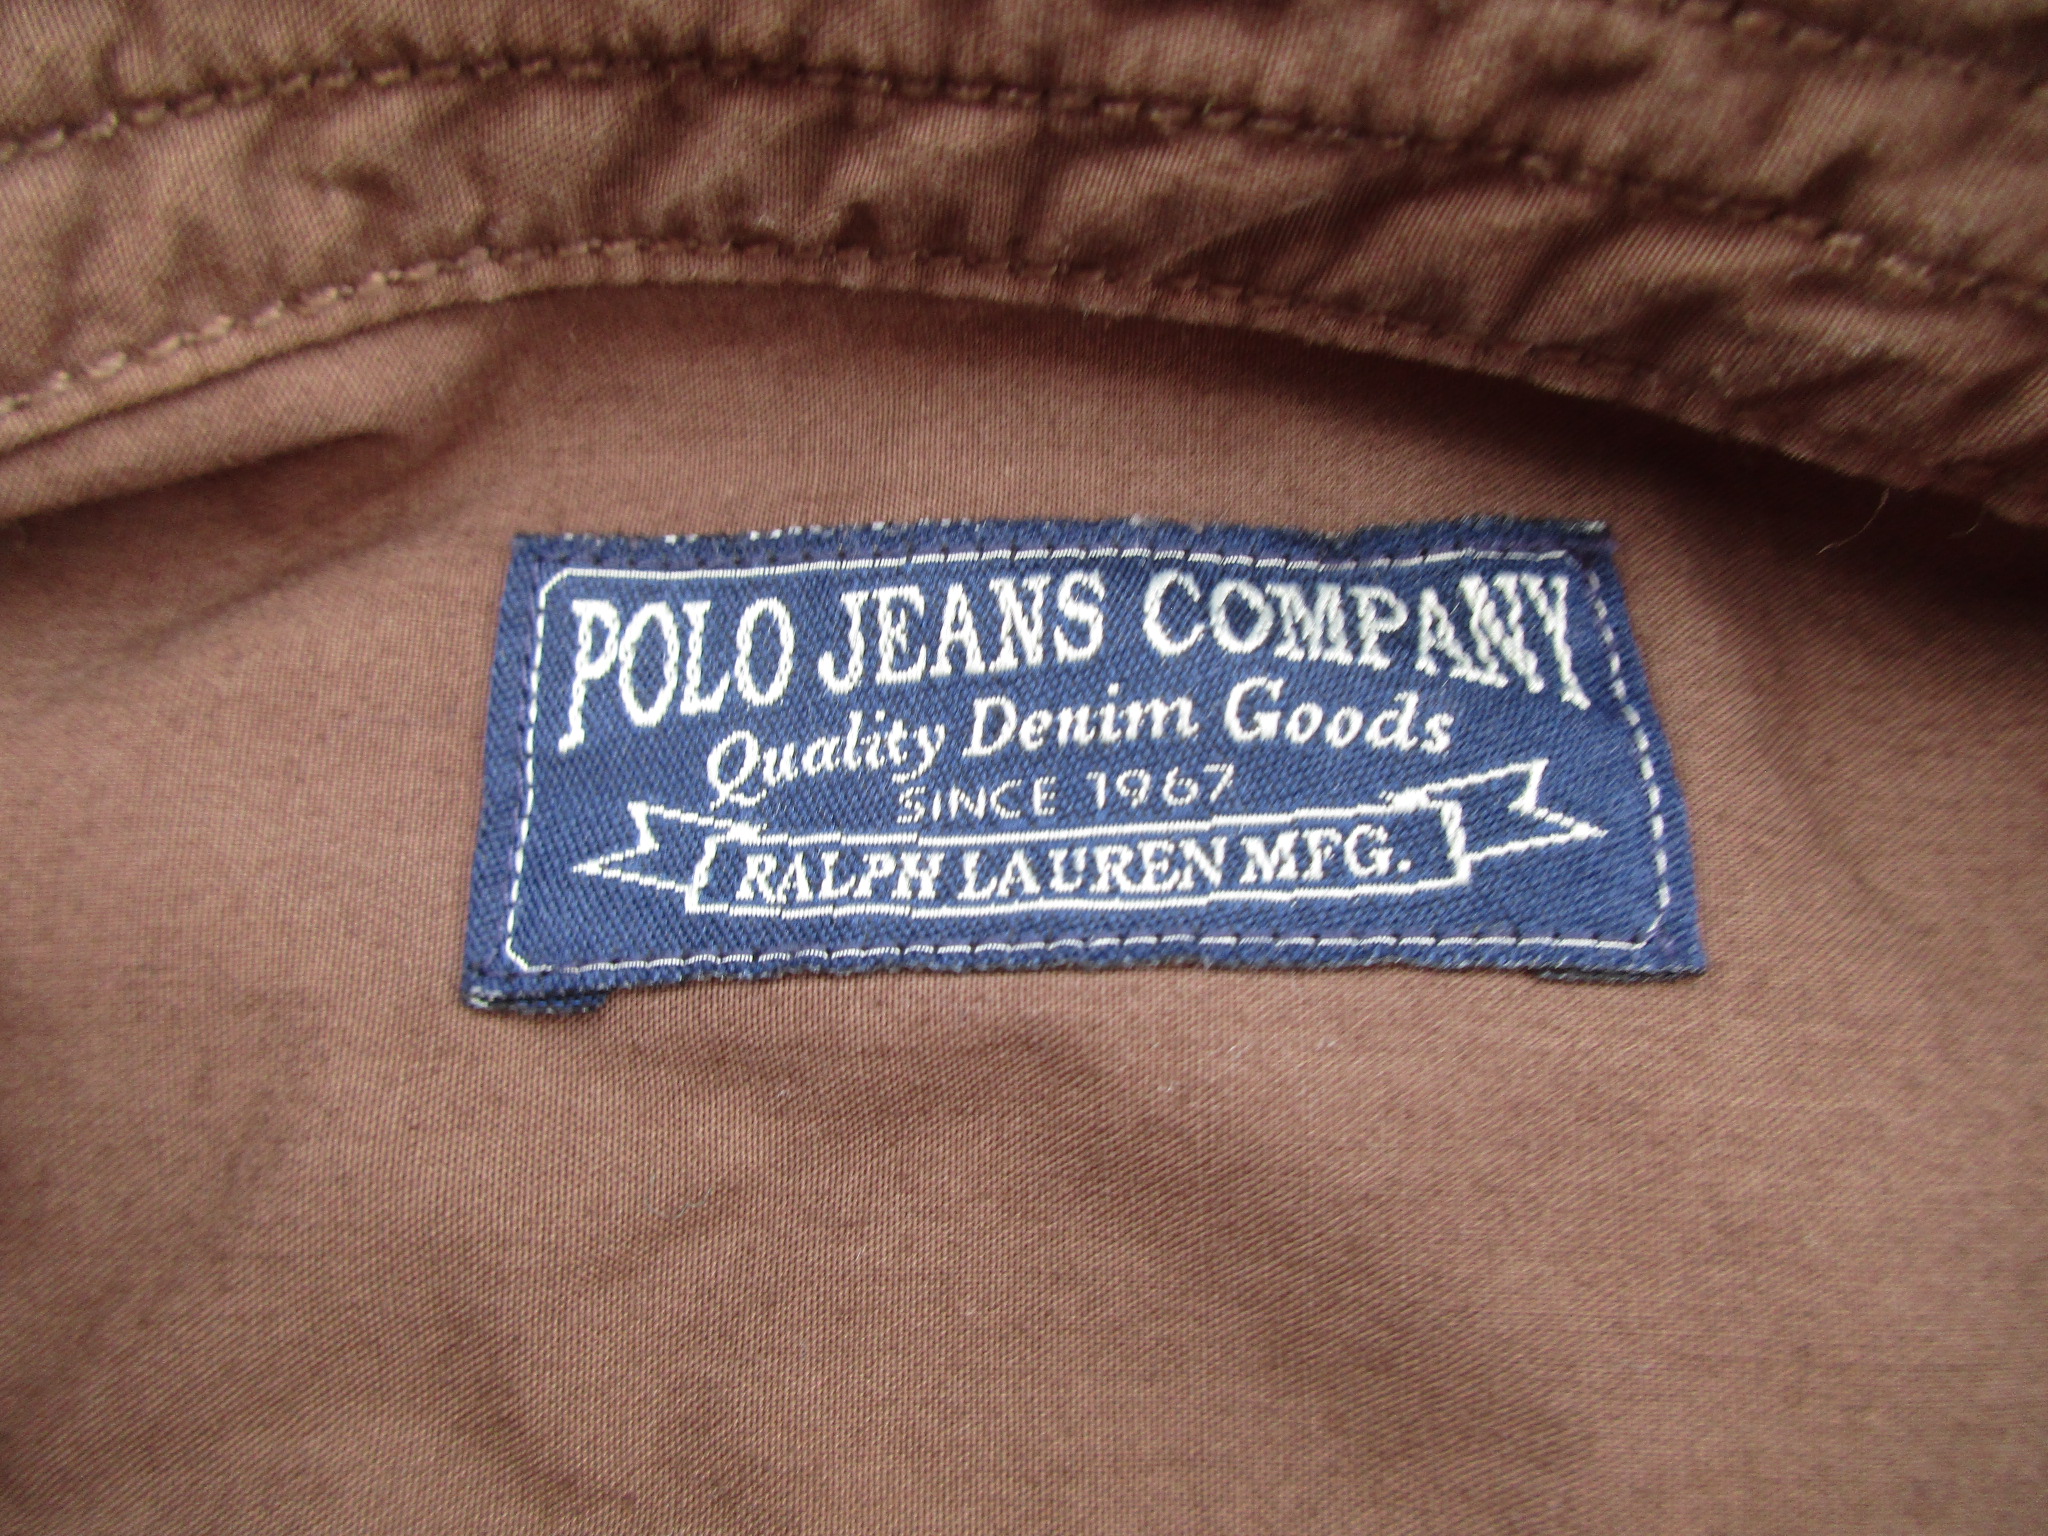 POLO JEANS COMPANY
Quality Denim Goods
SINCE 1967
RALPH LAUREN MFG.